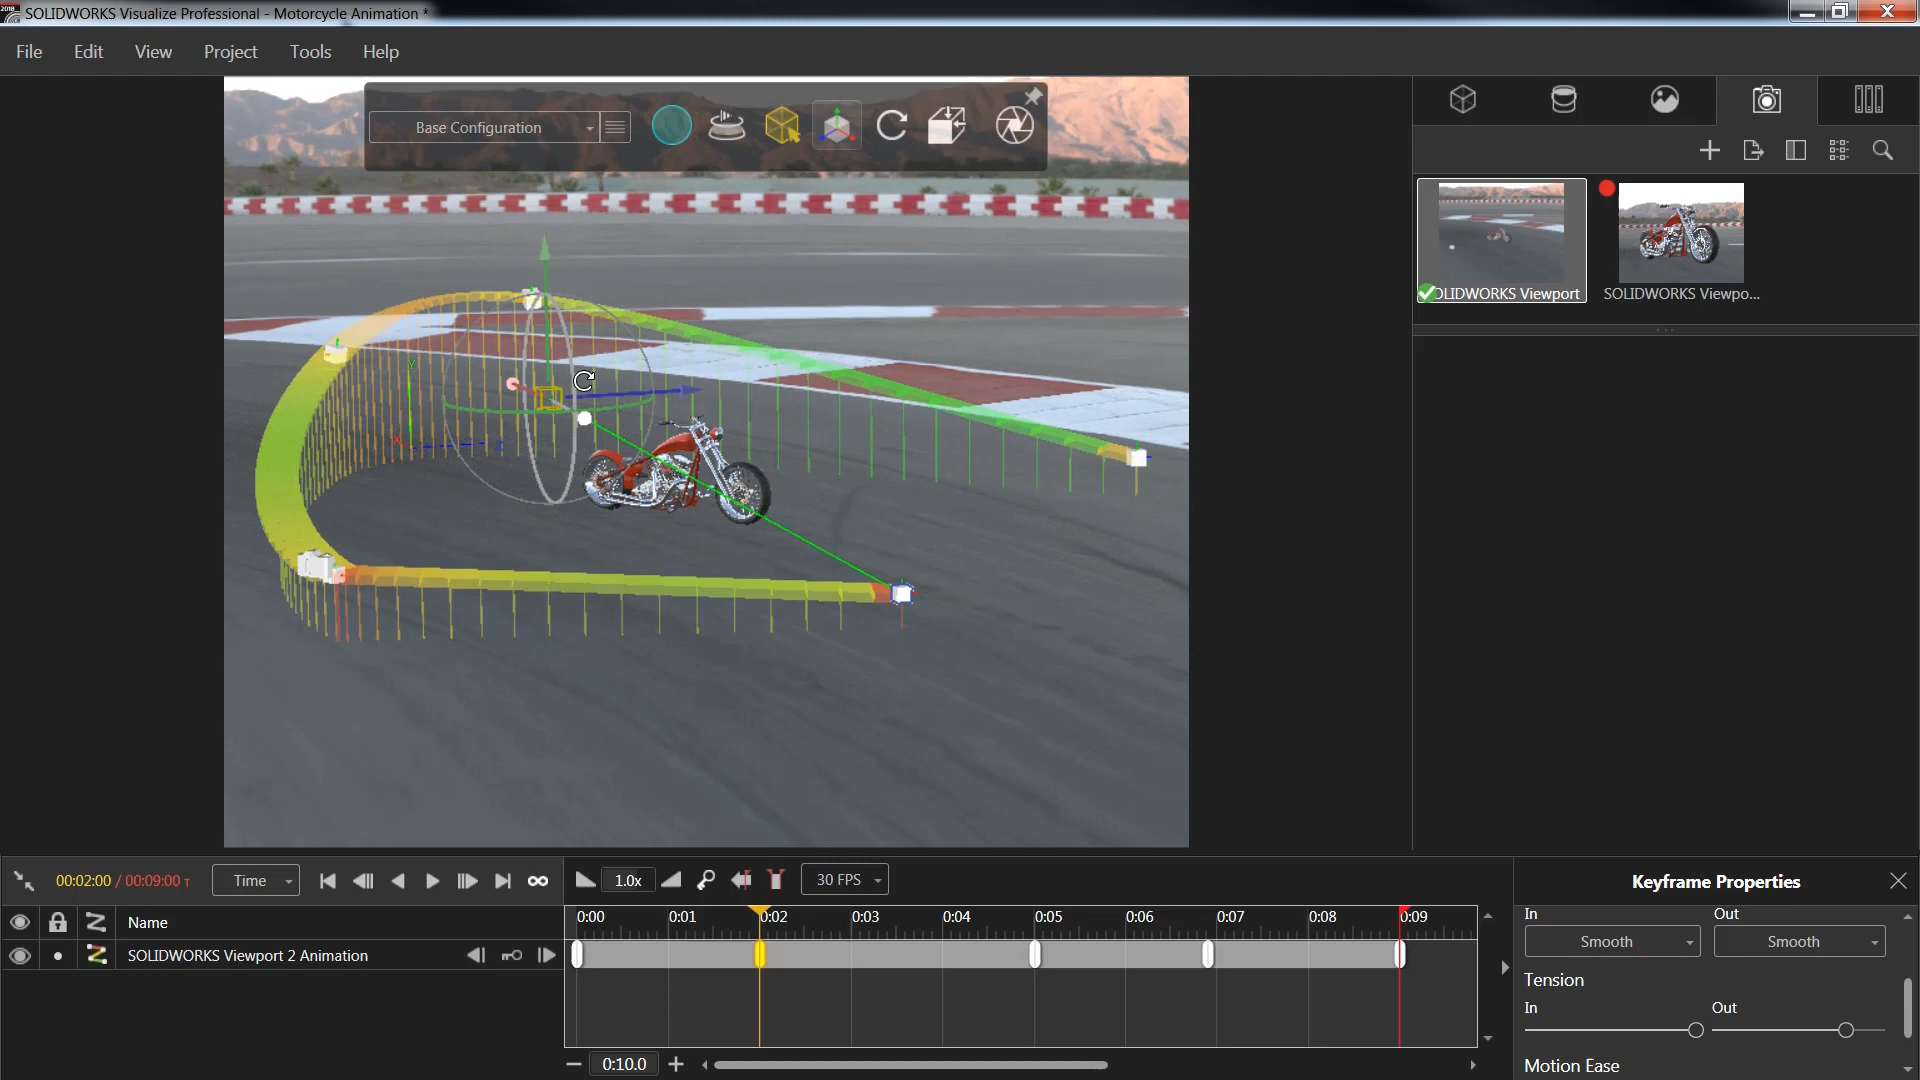 SOLIDWORKS Visualize Professional - Motorcycle Animation *
File Edit View Project Tools Help
Base Configuration
SOLIDWORKS Viewport
SOLIDWORKS Viewpo...
Y
X
Z
00:02:00 / 00:09:00 T
Time
1.0x
30 FPS
Keyframe Properties
Name
0:00 0:01 0:02 0:03 0:04 0:05 0:06 0:07 0:08 0:09
In Out
Smooth Smooth
SOLIDWORKS Viewport 2 Animation
Tension
In Out
0:10.0
Motion Ease